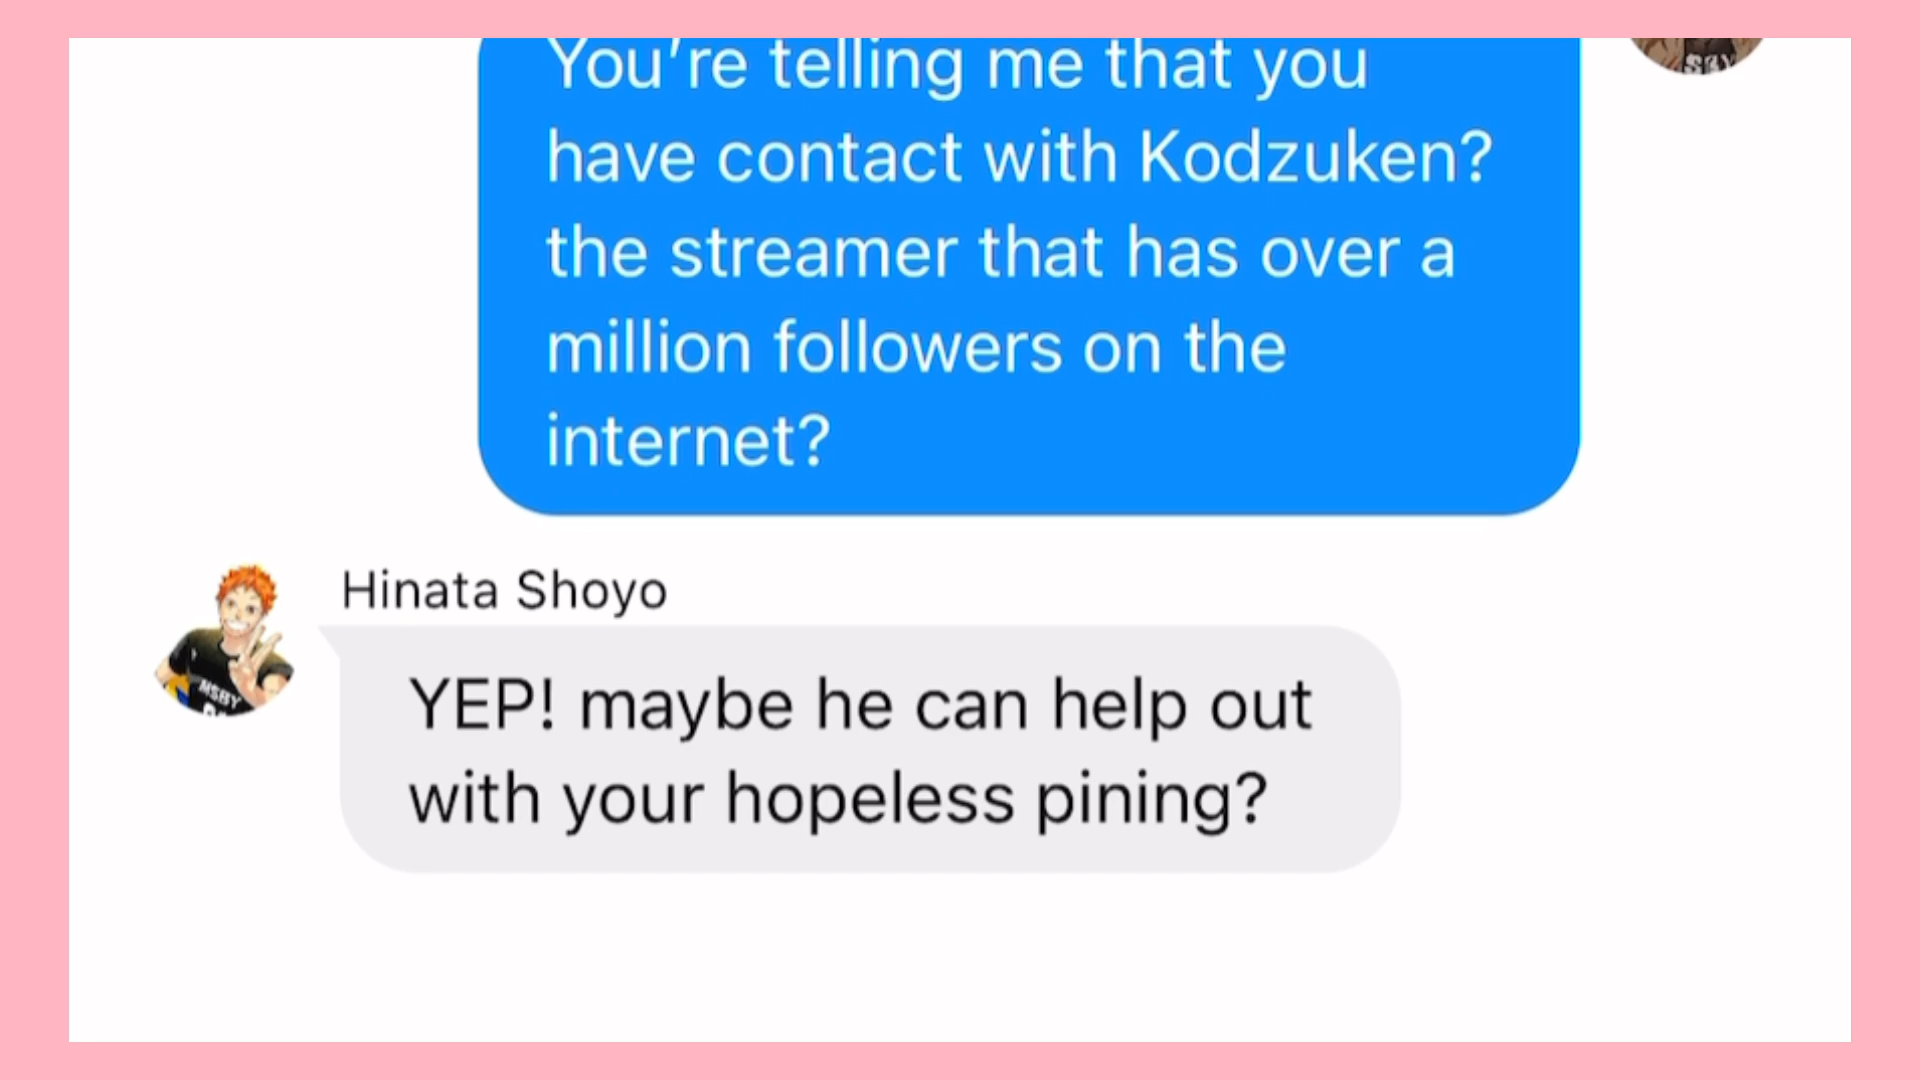 You're telling me that you
have contact with Kodzuken?
the streamer that has over a
million followers on the
internet?
Hinata Shoyo
MSBY
YEP! maybe he can help out
with your hopeless pining?